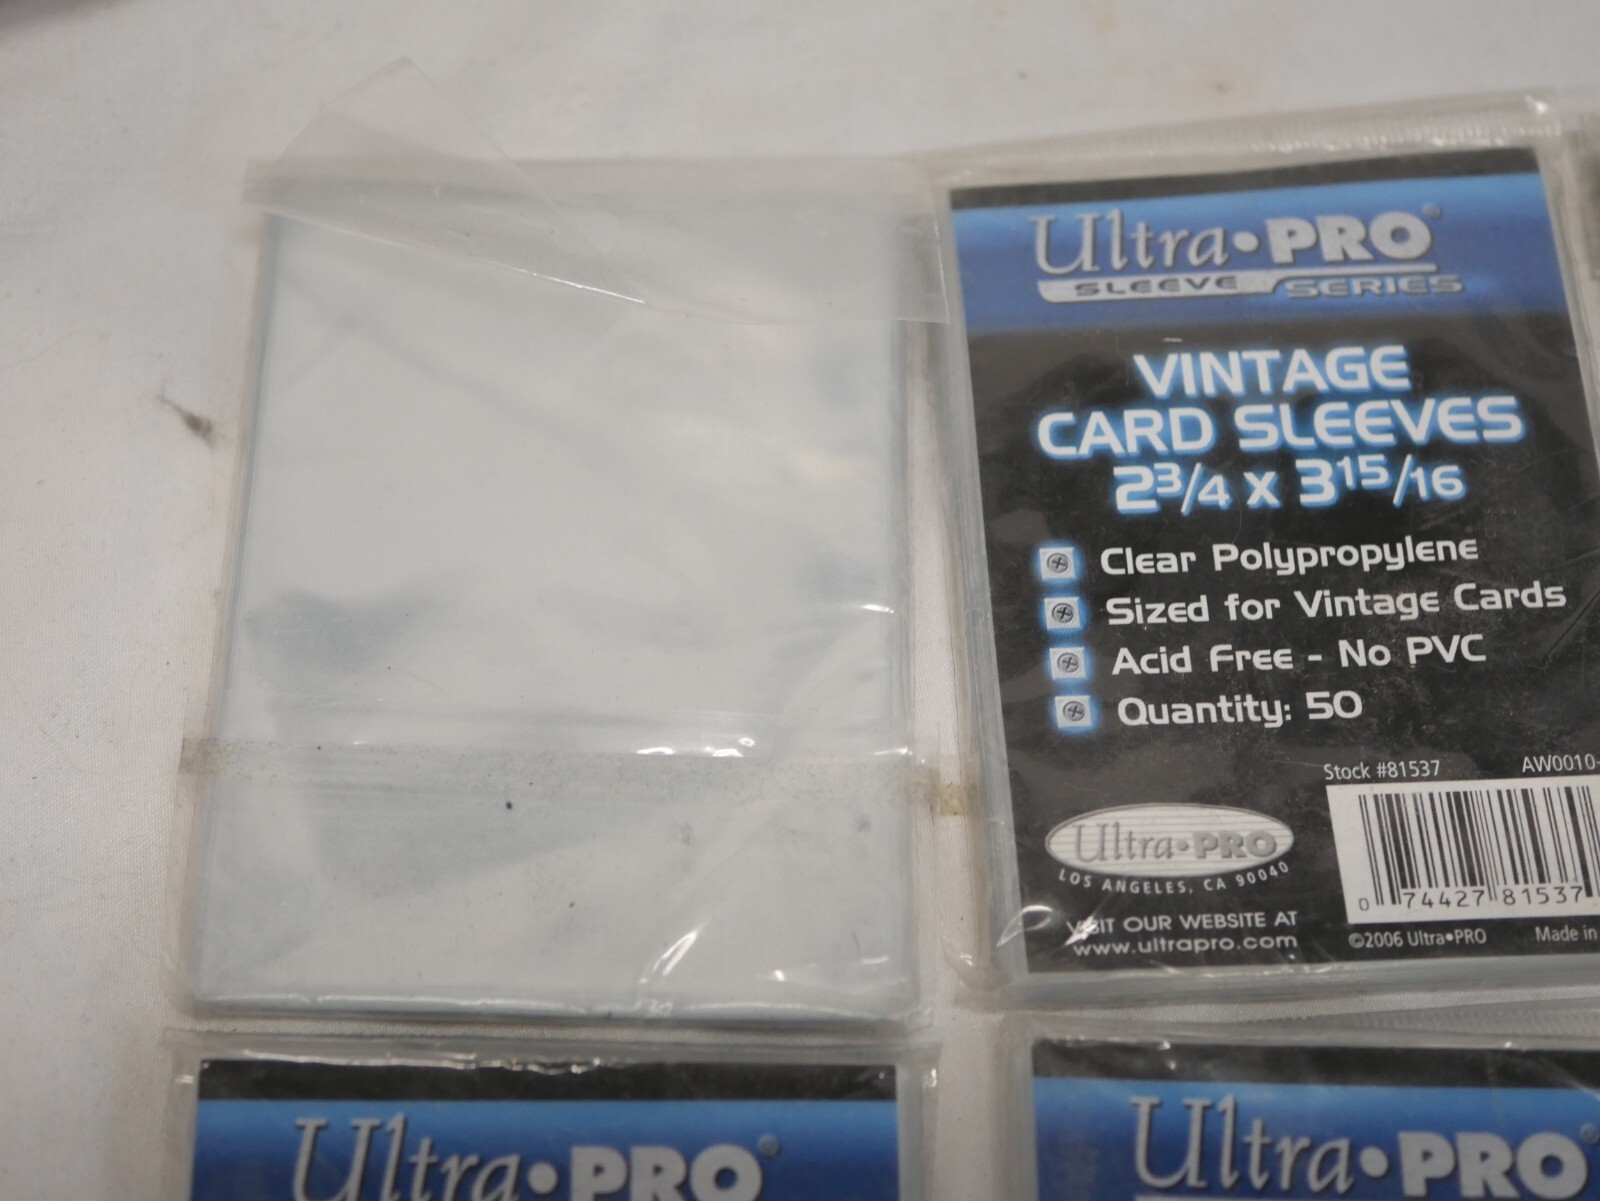 Ultra•PRO®
SLEEVE SERIES
VINTAGE
CARD SLEEVES
2 3/4 x 3 15/16
Clear Polypropylene
Sized for Vintage Cards
Acid Free - No PVC
Quantity: 50
Stock #81537 AW0010-
Ultra•PRO
LOS ANGELES, CA 90040
0 74427 81537
VISIT OUR WEBSITE AT
www.ultrapro.com
©2006 Ultra•PRO Made in
Ultra•PRO®
Ultra•PRO®